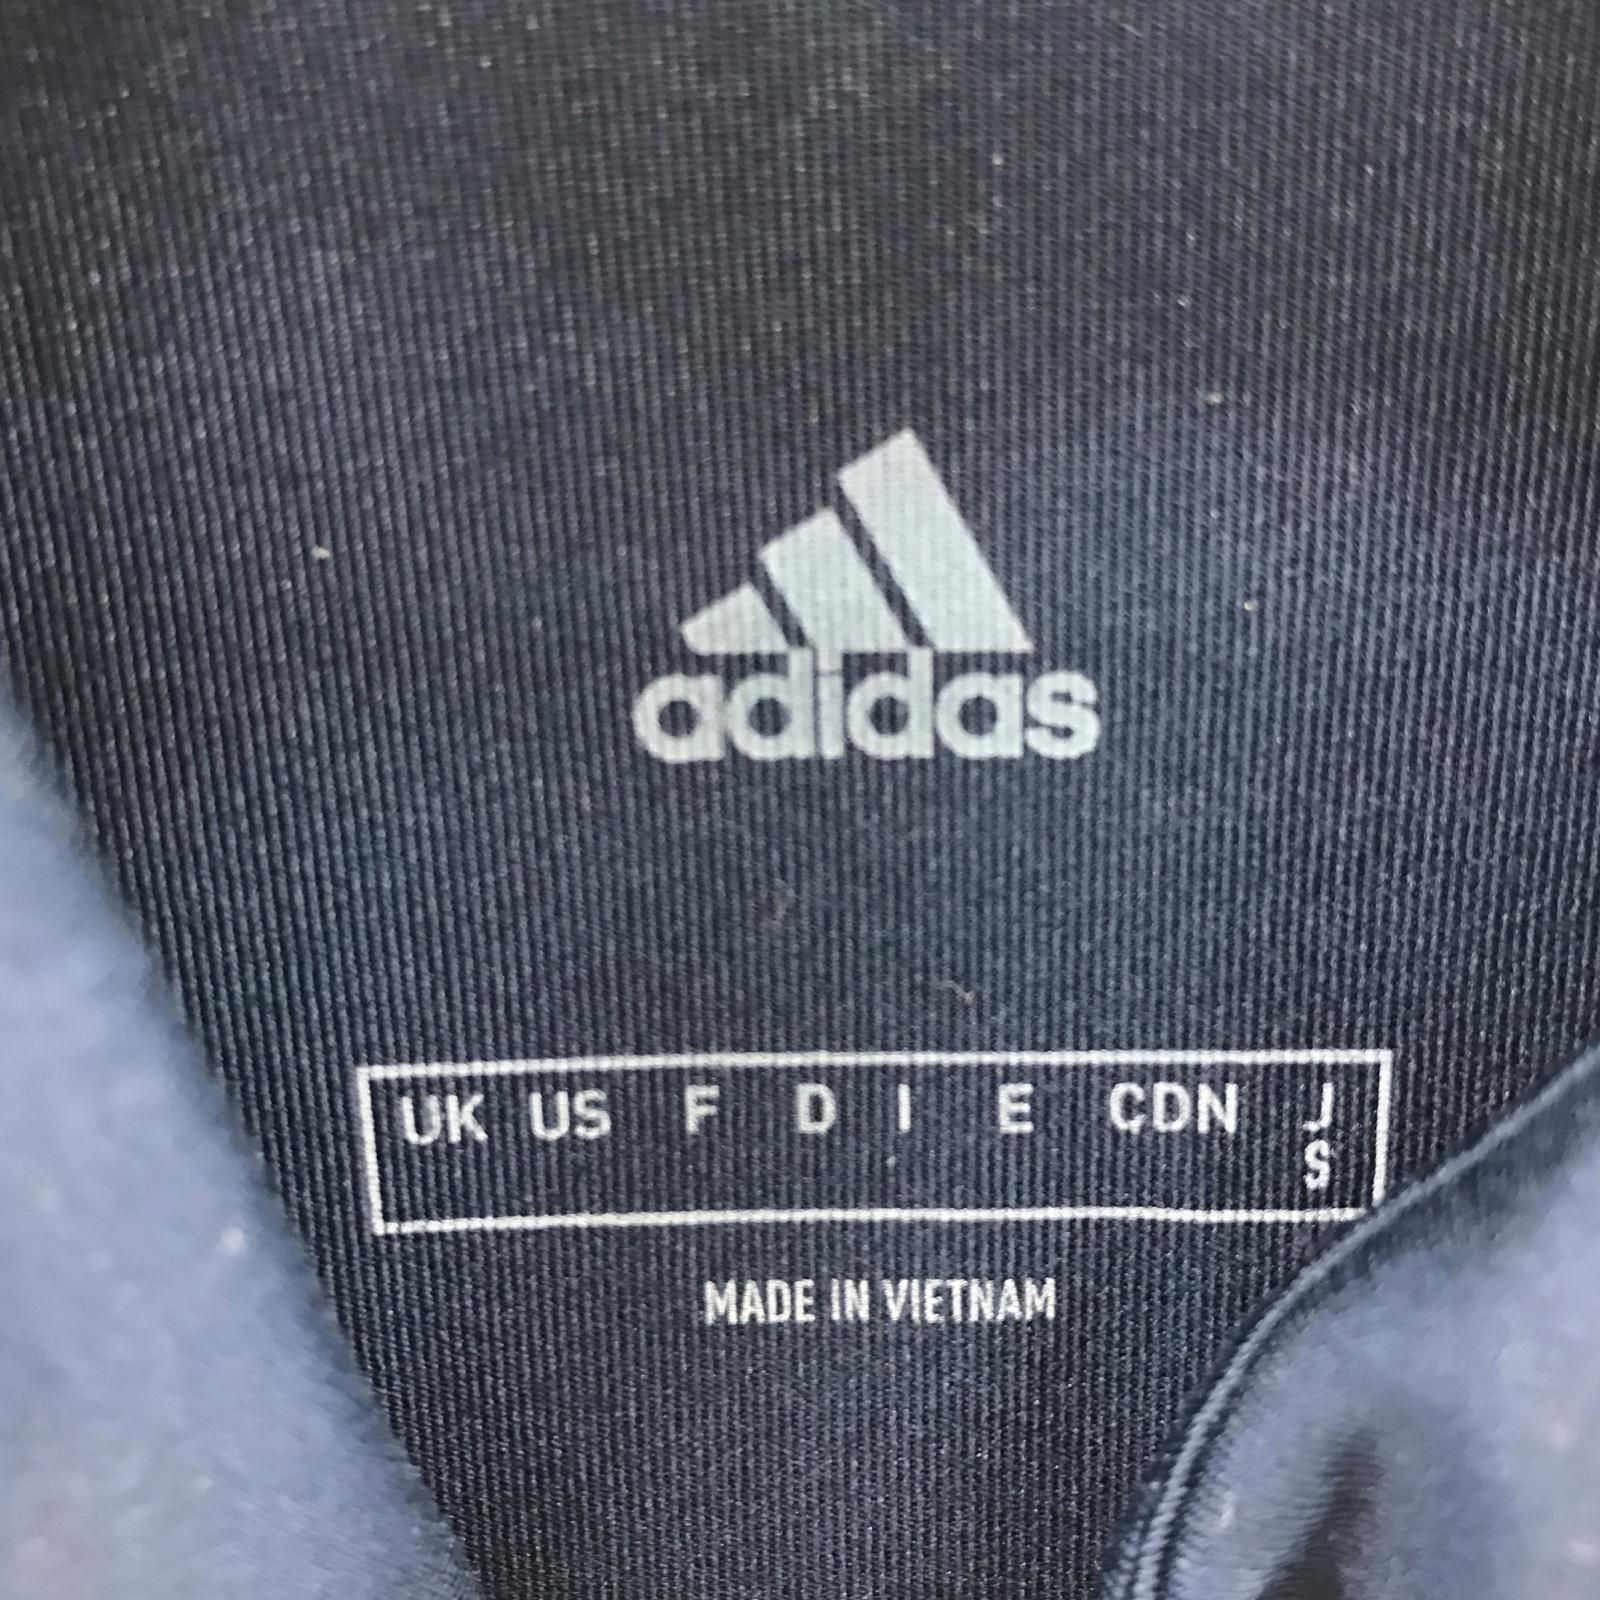 adidas
UK US F D I E CDN J
S
MADE IN VIETNAM